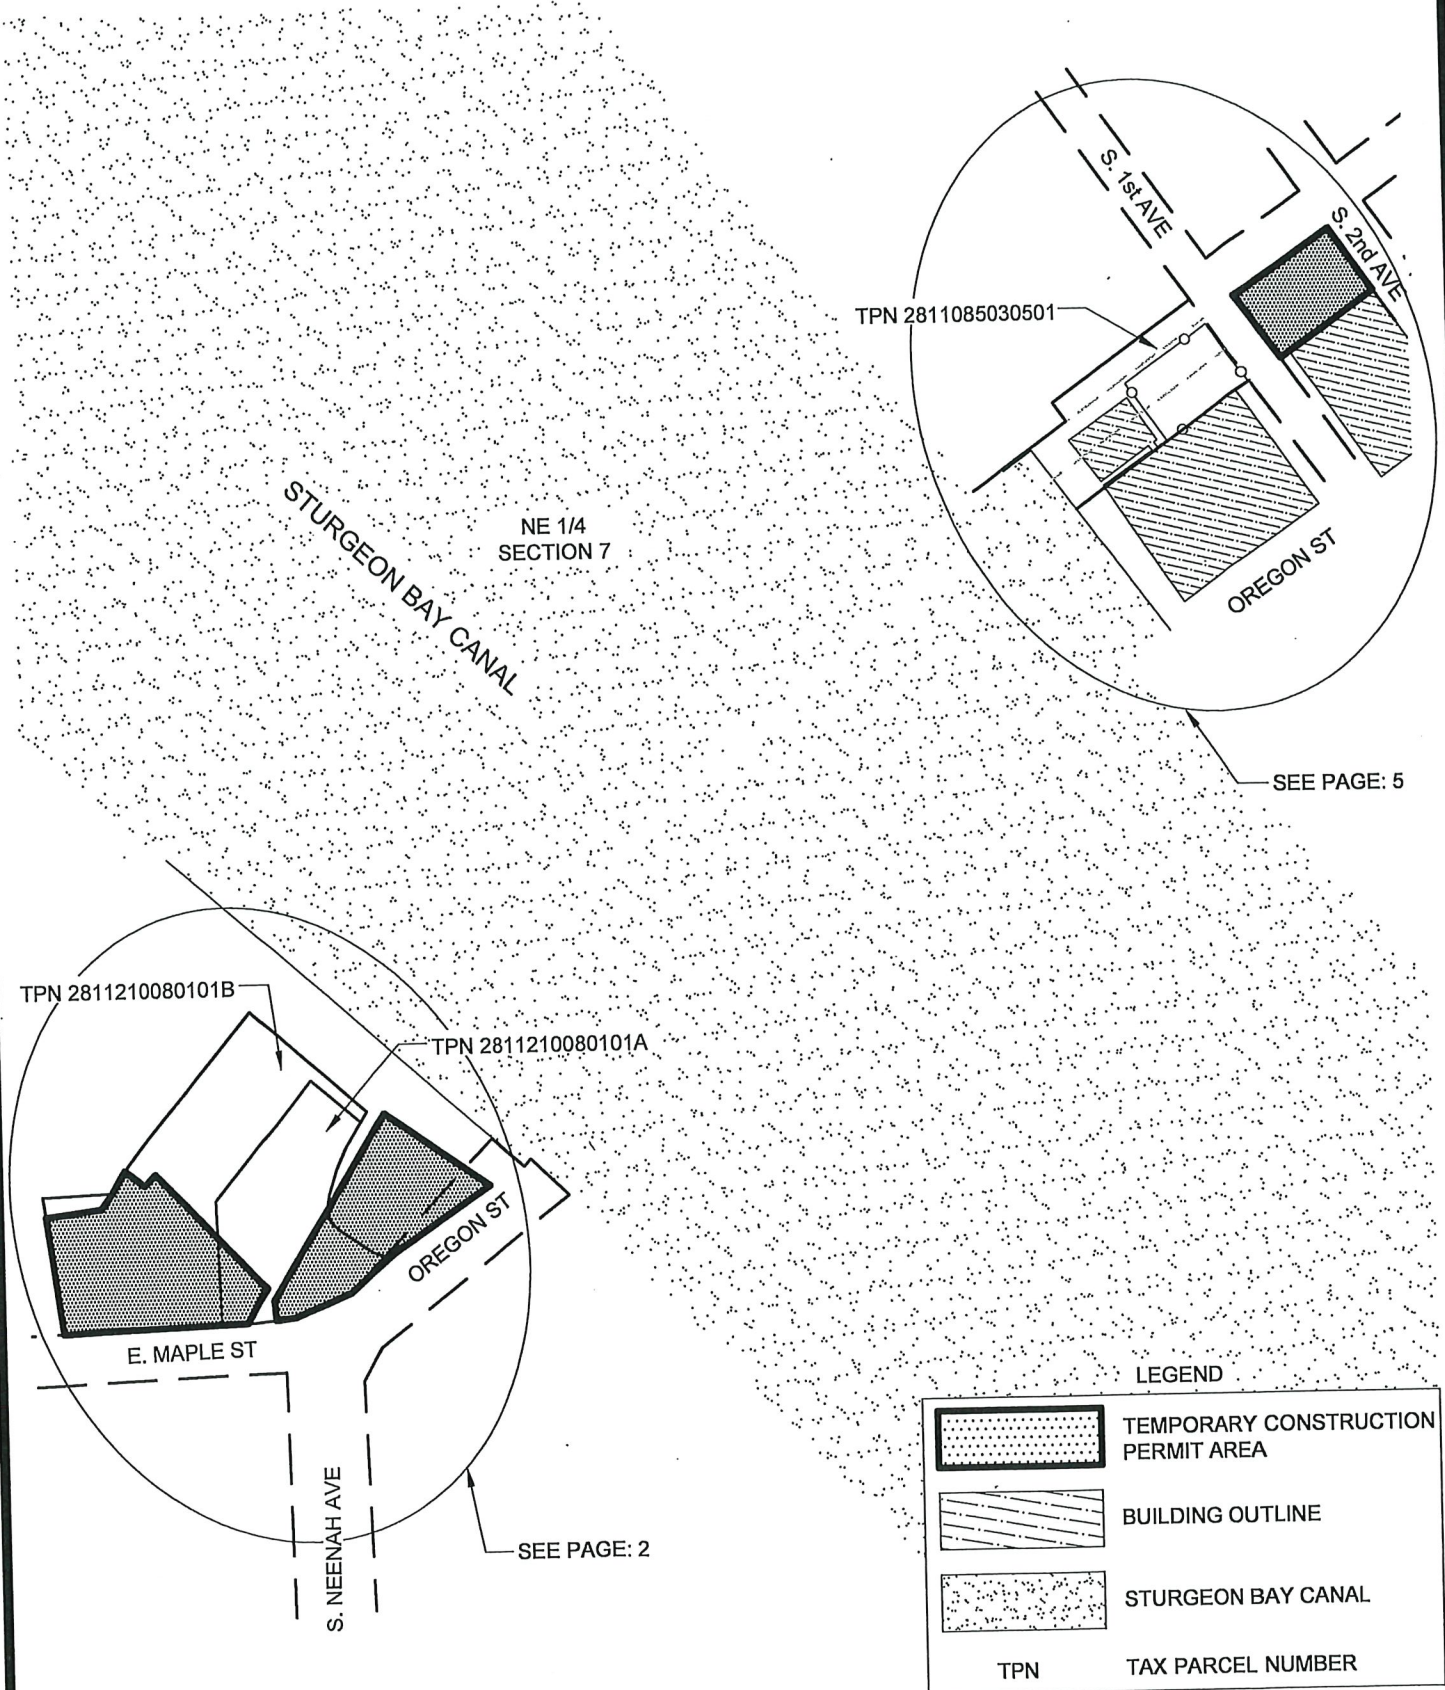 S. 1st AVE
S. 2nd AVE
TPN 2811085030501
STURGEON BAY CANAL
NE 1/4
SECTION 7
OREGON ST
SEE PAGE: 5
TPN 2811210080101B
TPN 2811210080101A
OREGON ST
E. MAPLE ST
S. NEENAH AVE
SEE PAGE: 2
LEGEND
TEMPORARY CONSTRUCTION
PERMIT AREA
BUILDING OUTLINE
STURGEON BAY CANAL
TPN TAX PARCEL NUMBER